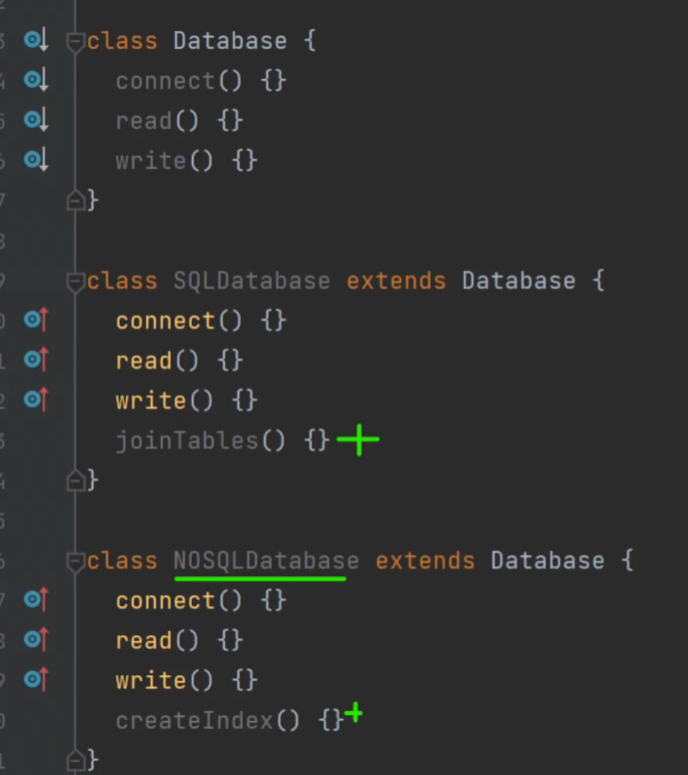 class Database {
connect() {}
read() {}
write() {}
}
class SQLDatabase extends Database {
connect() {}
read() {}
write() {}
joinTables() {}
}
class NOSQLDatabase extends Database {
connect() {}
read() {}
write() {}
createIndex() {}
}